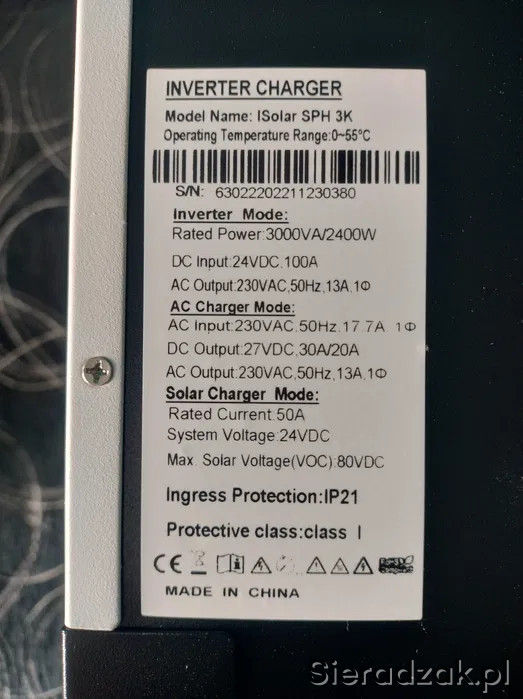 INVERTER CHARGER
Model Name: ISolar SPH 3K
Operating Temperature Range:0~55°C
S/N: 63022202211230380
Inverter Mode:
Rated Power:3000VA/2400W
DC Input:24VDC,100A
AC Output:230VAC,50Hz,13A,1Φ
AC Charger Mode:
AC Input:230VAC,50Hz,17.7A 1Φ
DC Output:27VDC,30A/20A
AC Output:230VAC,50Hz,13A,1Φ
Solar Charger Mode:
Rated Current:50A
System Voltage:24VDC
Max. Solar Voltage(VOC):80VDC
Ingress Protection:IP21
Protective class:class I
CE
MADE IN CHINA
Sieradzak.pl